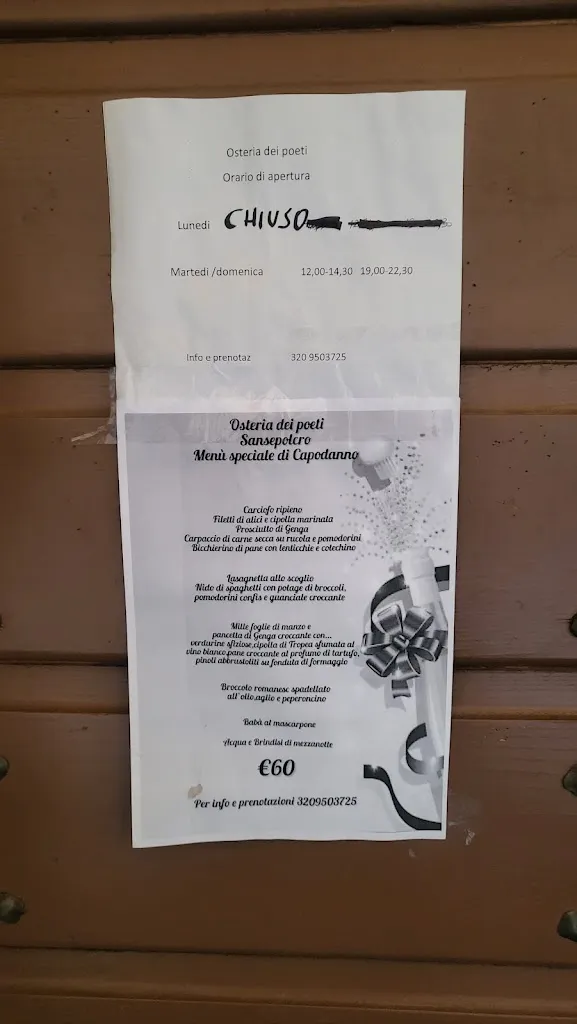 Osteria dei poeti
Orario di apertura
Lunedi CHIUSO
Martedi /domenica 12,00-14,30 19,00-22,30
Info e prenotaz 320 9503725
Osteria dei poeti
Sansepolcro
Menù speciale di Capodanno
Carciofo ripieno
Filetti di alici e cipolla marinata
Prosciutto di Genga
Carpaccio di carne secca su rucola e pomodorini
Bicchierino di pane con lenticchie e cotechino
Lasagnetta allo scoglio
Nido di spaghetti con potage di broccoli,
pomodorini confis e guanciale croccante
Mille foglie di manzo e
pancetta di Genga croccante con...
verdurine sfiziose,cipolla di Tropea sfumata al
vino bianco,pane croccante al profumo di tartufo,
pinoli abbrustoliti su fonduta di formaggio
Broccolo romanesc spadellato
all'olio,aglio e peperoncino
Babà al mascarpone
Acqua e Brindisi di mezzanotte
€60
Per info e prenotazioni 3209503725